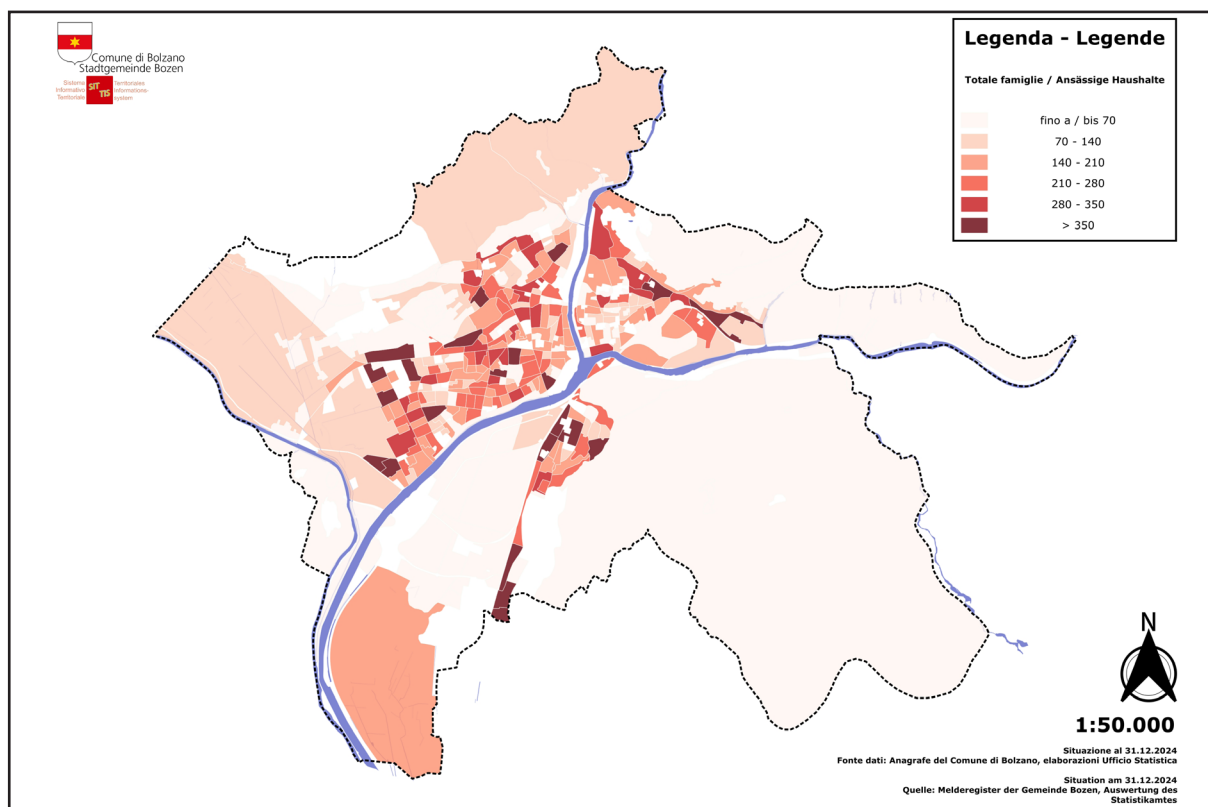 Comune di Bolzano
Stadtgemeinde Bozen
Sistema
Informativo
Territoriale
SIT
TIS
Territoriales
Informations-
system
Legenda - Legende
Totale famiglie / Ansässige Haushalte
fino a / bis 70
70 - 140
140 - 210
210 - 280
280 - 350
> 350
N
1:50.000
Situazione al 31.12.2024
Fonte dati: Anagrafe del Comune di Bolzano, elaborazioni Ufficio Statistica
Situation am 31.12.2024
Quelle: Melderegister der Gemeinde Bozen, Auswertung des
Statistikamtes